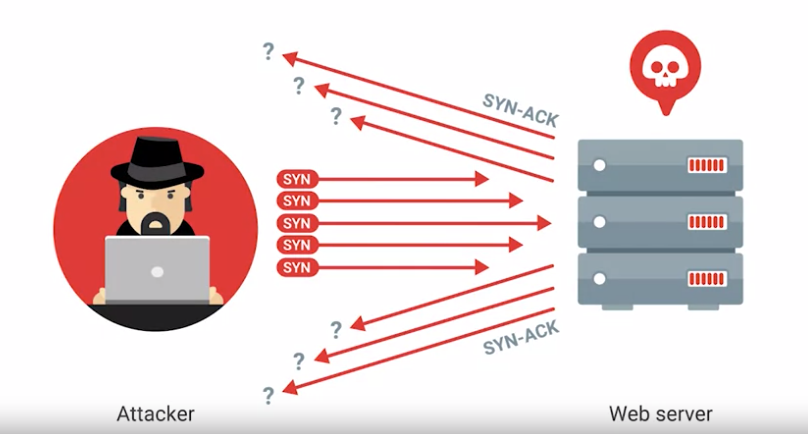 ?
?
?
SYN-ACK
SYN
SYN
SYN
SYN
SYN
?
?
?
SYN-ACK
Attacker
Web server